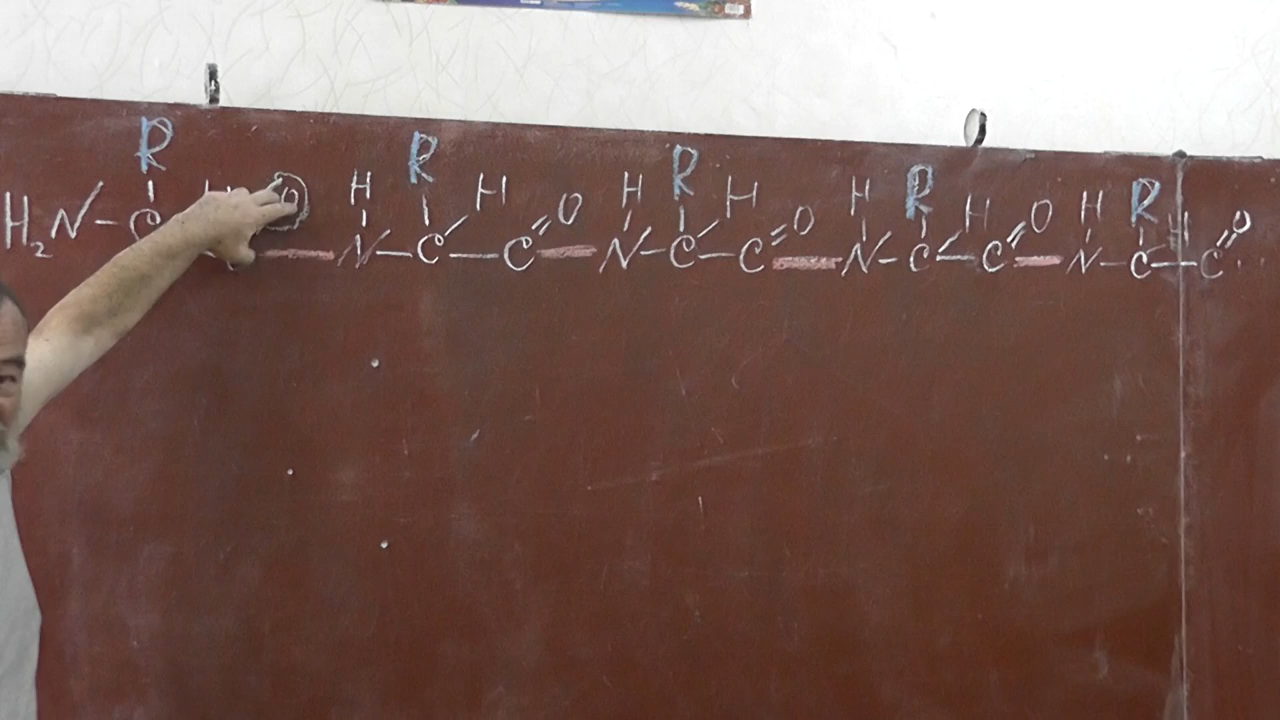 R R R R R
H O H H O H H O H H O H H O
H₂N–C – N–C–C – N–C–C – N–C–C – N–C–C..